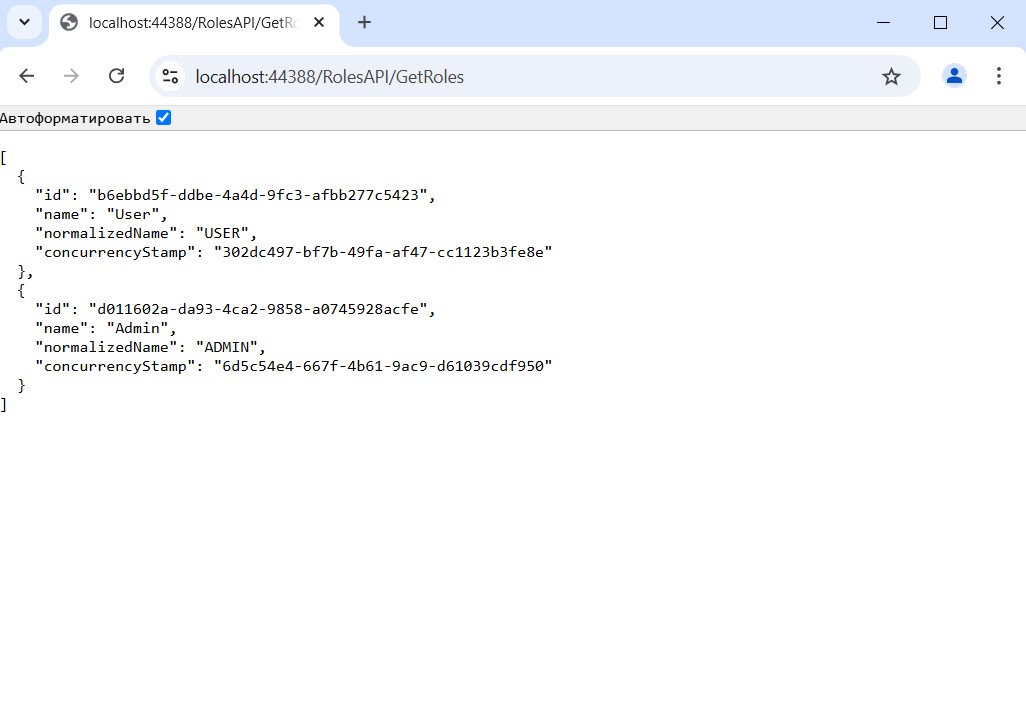 localhost:44388/RolesAPI/GetR
localhost:44388/RolesAPI/GetRoles
Автоформатировать
[
  {
    "id": "b6ebbd5f-ddbe-4a4d-9fc3-afbb277c5423",
    "name": "User",
    "normalizedName": "USER",
    "concurrencyStamp": "302dc497-bf7b-49fa-af47-cc1123b3fe8e"
  },
  {
    "id": "d011602a-da93-4ca2-9858-a0745928acfe",
    "name": "Admin",
    "normalizedName": "ADMIN",
    "concurrencyStamp": "6d5c54e4-667f-4b61-9ac9-d61039cdf950"
  }
]